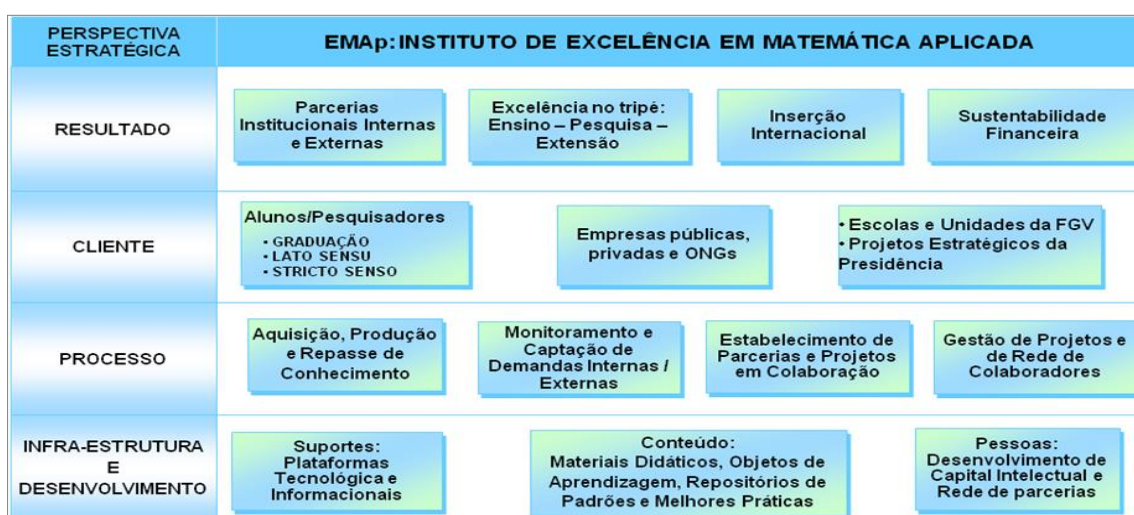 PERSPECTIVA
ESTRATÉGICA
EMAp: INSTITUTO DE EXCELÊNCIA EM MATEMÁTICA APLICADA
RESULTADO
Parcerias
Institucionais Internas
e Externas
Excelência no tripé:
Ensino – Pesquisa –
Extensão
Inserção
Internacional
Sustentabilidade
Financeira
CLIENTE
Alunos/Pesquisadores
• GRADUAÇÃO
• LATO SENSU
• STRICTO SENSO
Empresas públicas,
privadas e ONGs
• Escolas e Unidades da FGV
• Projetos Estratégicos da
Presidência
PROCESSO
Aquisição, Produção
e Repasse de
Conhecimento
Monitoramento e
Captação de
Demandas Internas /
Externas
Estabelecimento de
Parcerias e Projetos
em Colaboração
Gestão de Projetos e
de Rede de
Colaboradores
INFRA-ESTRUTURA
E
DESENVOLVIMENTO
Suportes:
Plataformas
Tecnológica e
Informacionais
Conteúdo:
Materiais Didáticos, Objetos de
Aprendizagem, Repositórios de
Padrões e Melhores Práticas
Pessoas:
Desenvolvimento de
Capital Intelectual e
Rede de parcerias